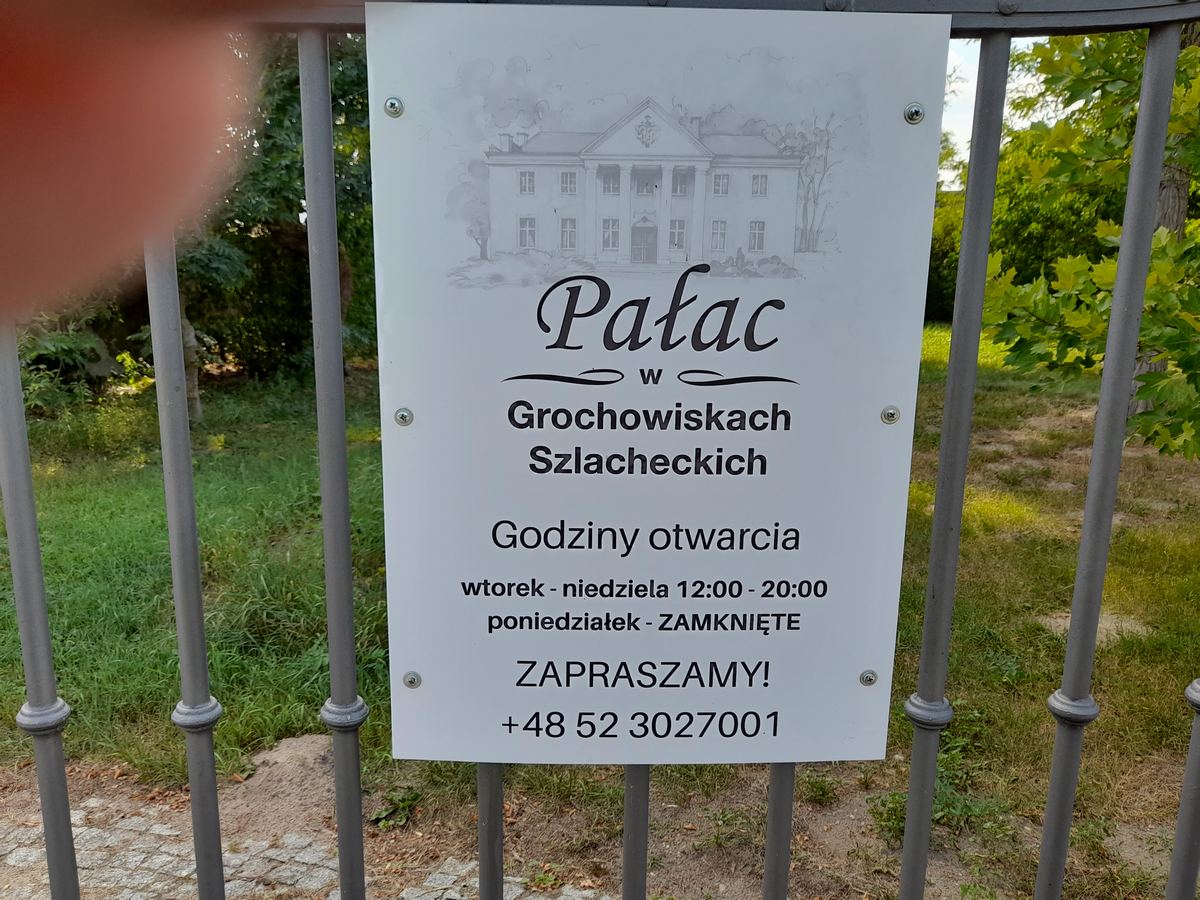 Pałac
w
Grochowiskach
Szlacheckich
Godziny otwarcia
wtorek - niedziela 12:00 - 20:00
poniedziałek - ZAMKNIĘTE
ZAPRASZAMY!
+48 52 3027001